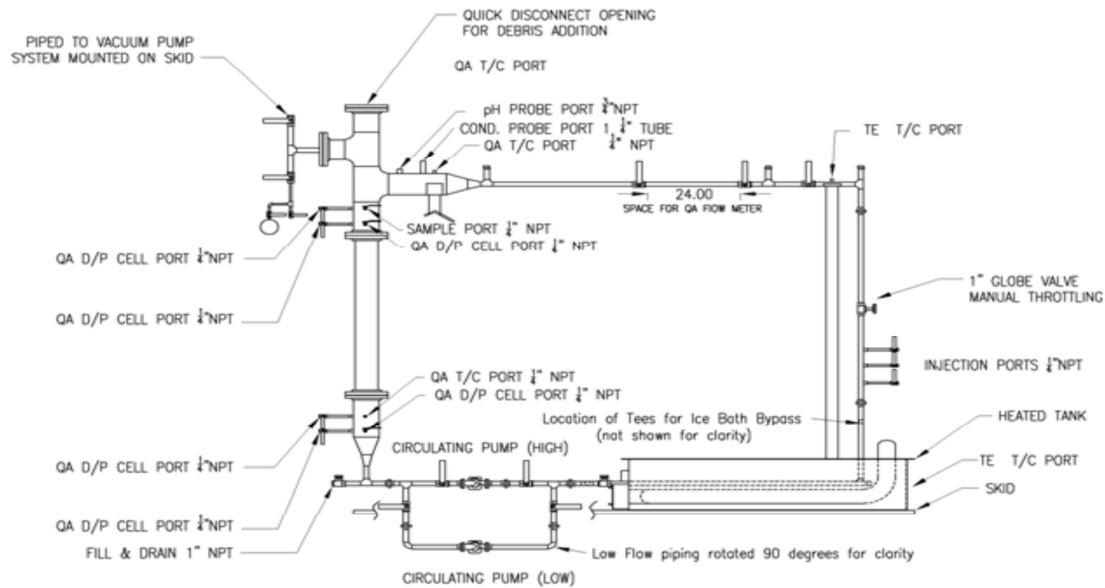 QUICK DISCONNECT OPENING
FOR DEBRIS ADDITION
PIPED TO VACUUM PUMP
SYSTEM MOUNTED ON SKID
QA T/C PORT
pH PROBE PORT ¾"NPT
COND. PROBE PORT 1 ¼" TUBE
QA T/C PORT ¼" NPT
TE T/C PORT
24.00
SPACE FOR QA FLOW METER
SAMPLE PORT ¼" NPT
QA D/P CELL PORT ¼" NPT
QA D/P CELL PORT ¼"NPT
1" GLOBE VALVE
MANUAL THROTTLING
QA D/P CELL PORT ¼"NPT
INJECTION PORTS ¼"NPT
QA T/C PORT ¼" NPT
QA D/P CELL PORT ¼" NPT
Location of Tees for Ice Bath Bypass
(not shown for clarity)
HEATED TANK
CIRCULATING PUMP (HIGH)
QA D/P CELL PORT ¼"NPT
TE T/C PORT
SKID
QA D/P CELL PORT ¼"NPT
FILL & DRAIN 1" NPT
Low Flow piping rotated 90 degrees for clarity
CIRCULATING PUMP (LOW)